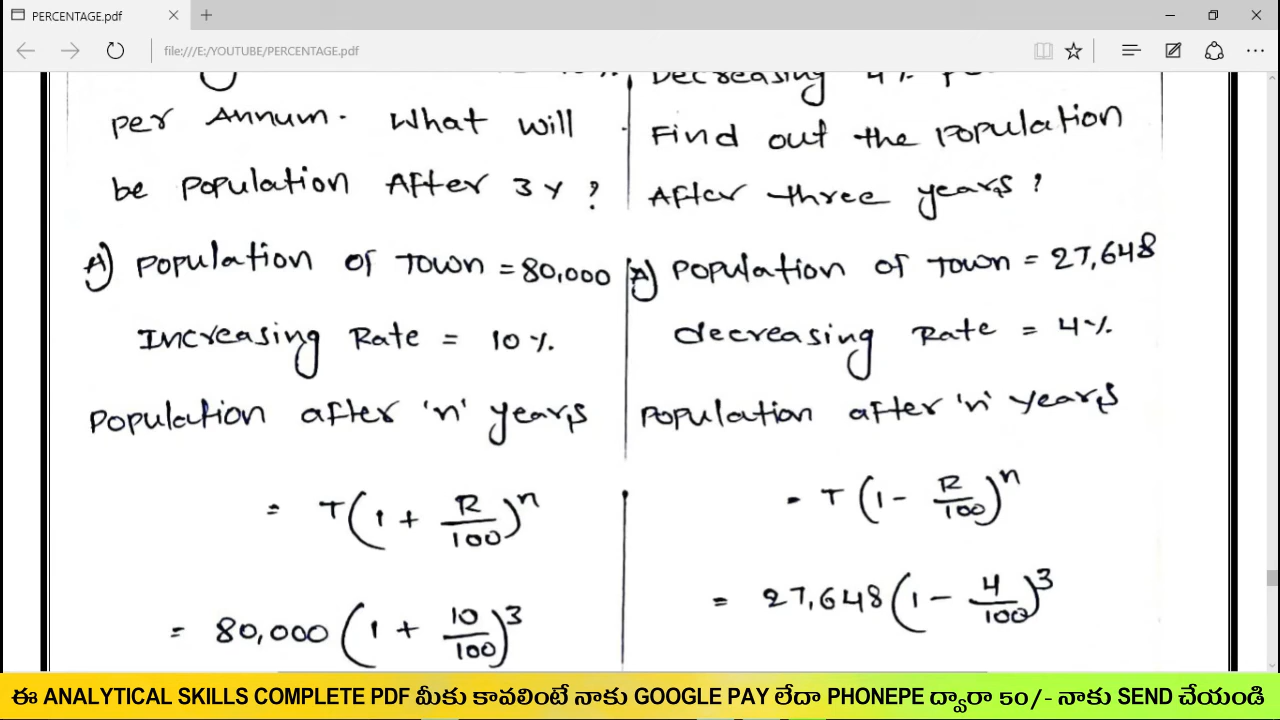 PERCENTAGE.pdf
file:///E:/YOUTUBE/PERCENTAGE.pdf
per Annum. What will
be population After 3 Y ?
A) population of Town = 80,000
Increasing Rate = 10 %.
population after 'n' years
= T(1 + R/100)^n
= 80,000 (1 + 10/100)^3
Decreasing 4%
Find out the population
After three years ?
A) population of Town = 27,648
decreasing Rate = 4%.
population after 'n' years
= T (1 - R/100)^n
= 27,648 (1 - 4/100)^3
ఈ ANALYTICAL SKILLS COMPLETE PDF మీకు కావలింటే నాకు GOOGLE PAY లేదా PHONEPE ద్వారా 50/- నాకు SEND చేయండి